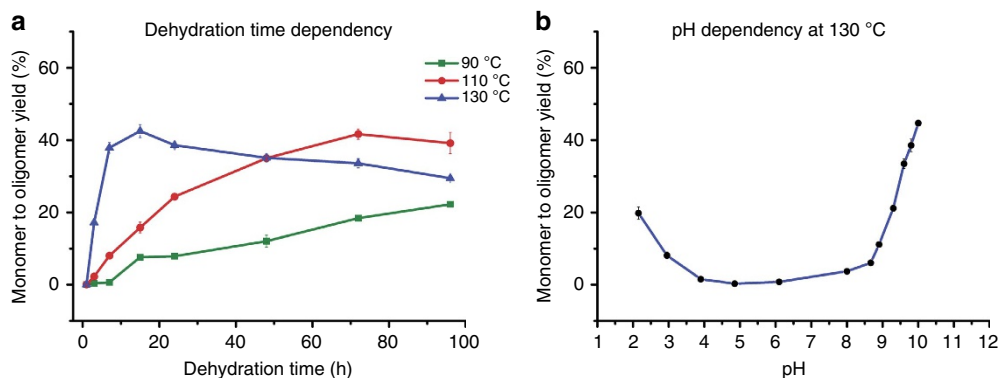 a
Dehydration time dependency
90 °C
110 °C
130 °C
Monomer to oligomer yield (%)
60
40
20
0
0 20 40 60 80 100
Dehydration time (h)
b
pH dependency at 130 °C
Monomer to oligomer yield (%)
60
40
20
0
1 2 3 4 5 6 7 8 9 10 11 12
pH